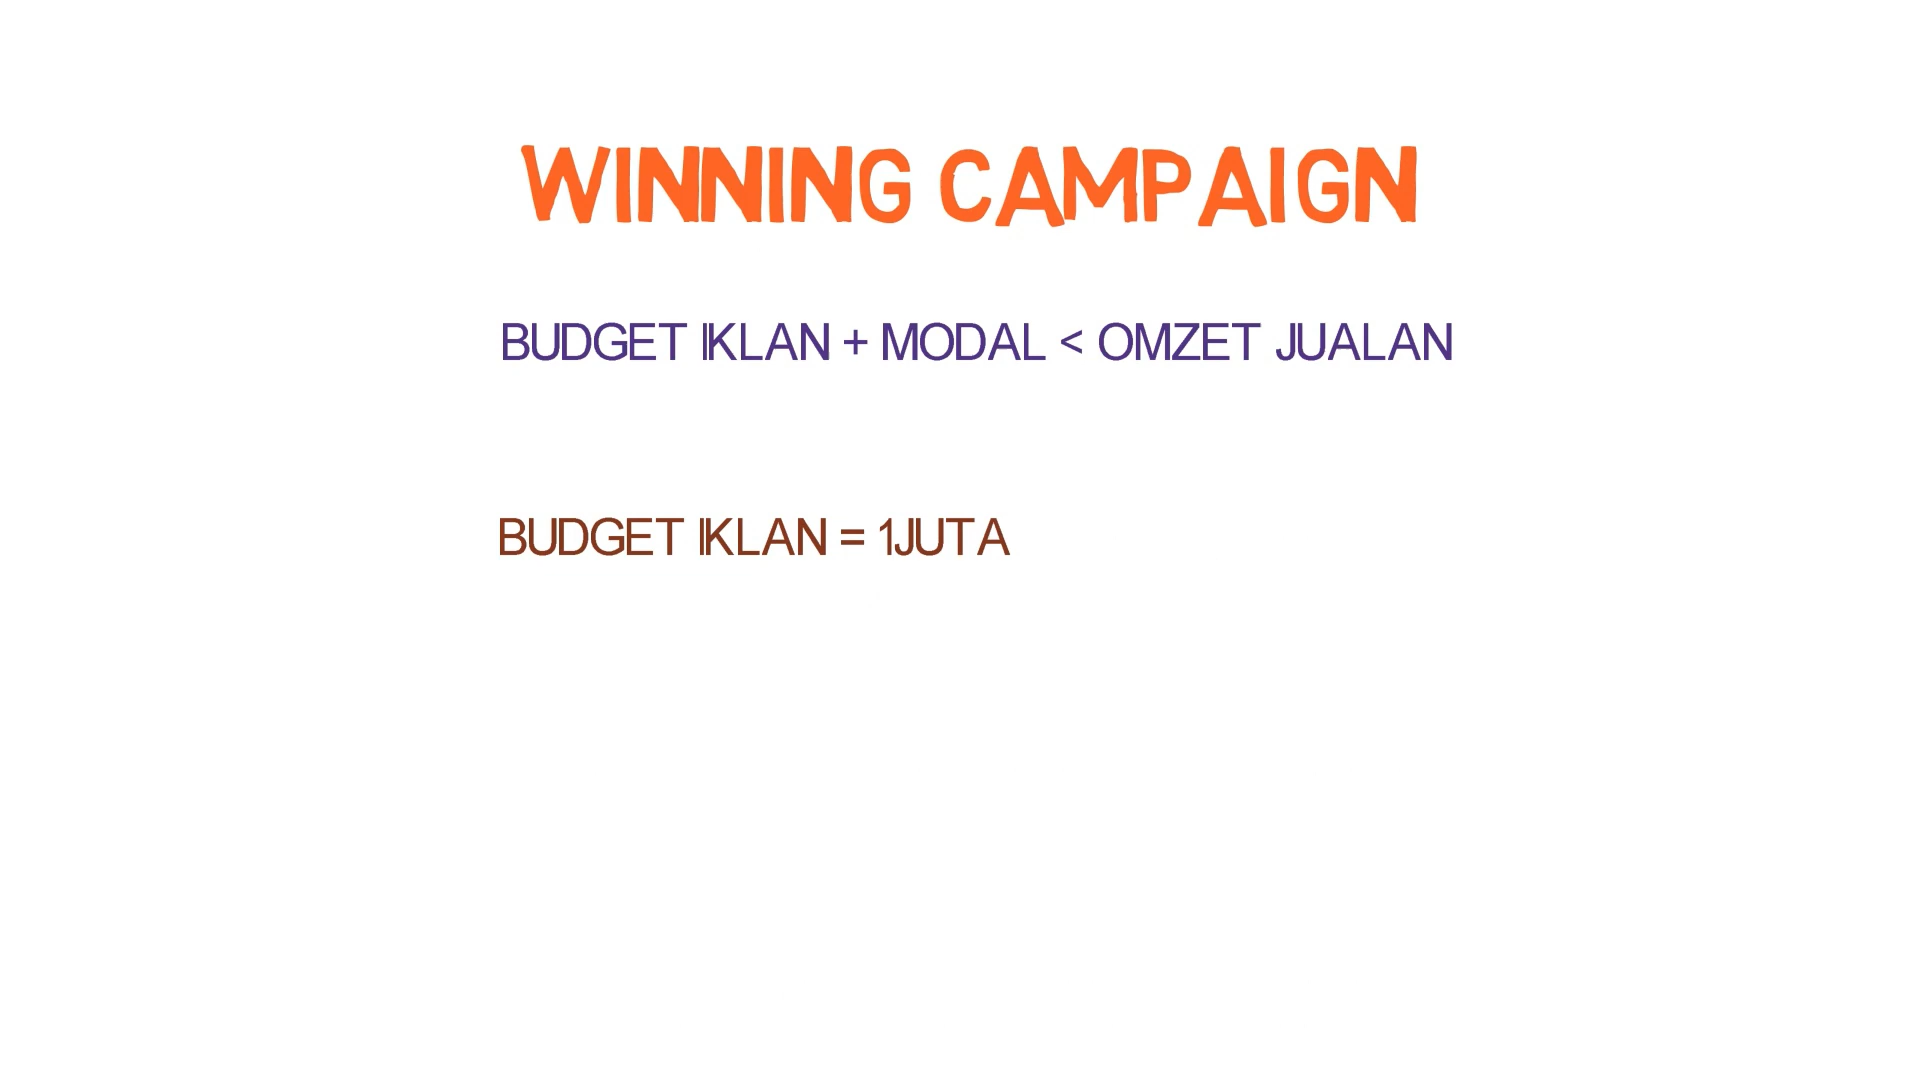 WINNING CAMPAIGN
BUDGET IKLAN + MODAL < OMZET JUALAN
BUDGET IKLAN = 1JUTA